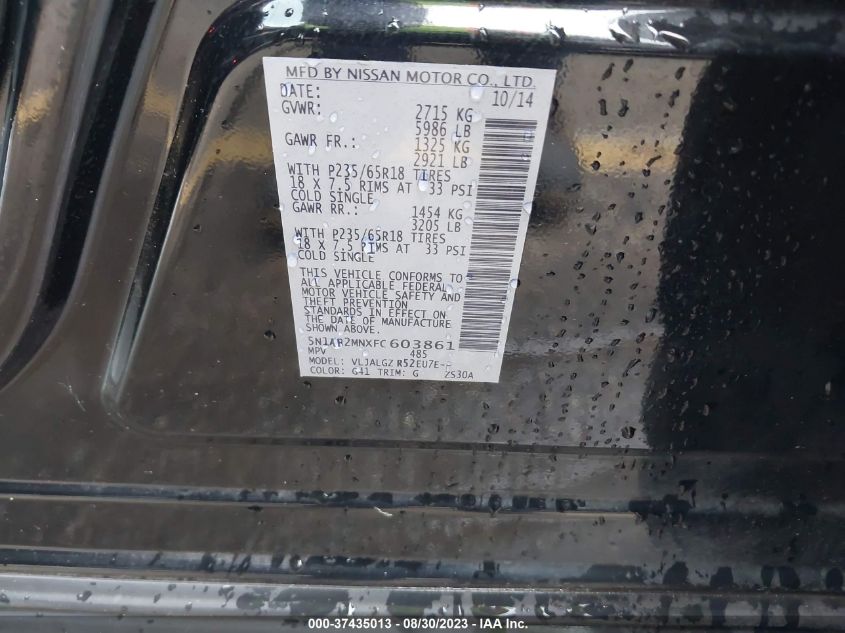 MFD BY NISSAN MOTOR CO., LTD.
DATE: 10/14
GVWR: 2715 KG
5986 LB
GAWR FR.: 1325 KG
2921 LB
WITH P235/65R18 TIRES
18 X 7.5 RIMS AT 33 PSI
COLD SINGLE
GAWR RR.: 1454 KG
3205 LB
WITH P235/65R18 TIRES
18 X 7.5 RIMS AT 33 PSI
COLD SINGLE
THIS VEHICLE CONFORMS TO
ALL APPLICABLE FEDERAL
MOTOR VEHICLE SAFETY AND
THEFT PREVENTION
STANDARDS IN EFFECT ON
THE DATE OF MANUFACTURE
SHOWN ABOVE.
5N1AR2MNXFC603861
MPV 485
MODEL: VLJALGZ R52EU7E-
COLOR: G41 TRIM: G ZS30A
000-37435013 - 08/30/2023 - IAA Inc.